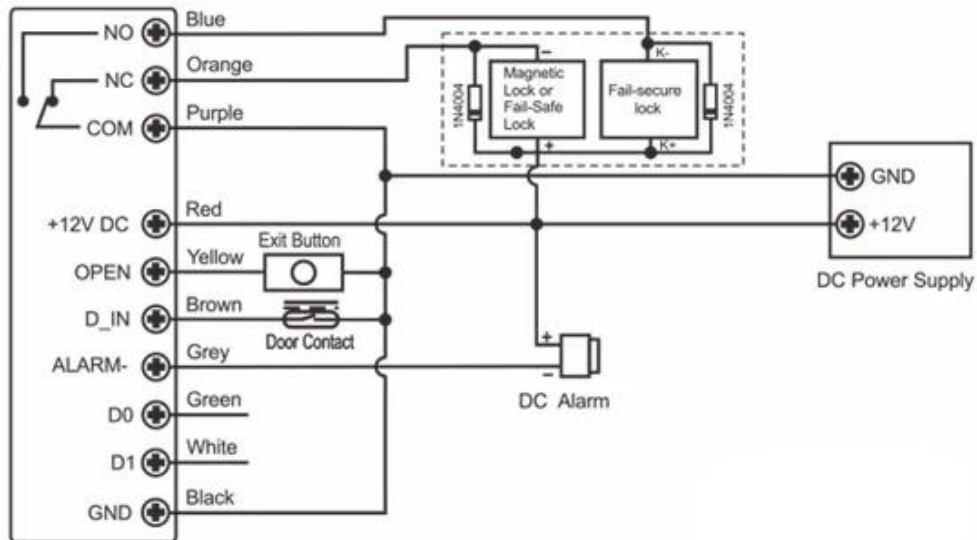 NO Blue
NC Orange
COM Purple
+12V DC Red
OPEN Yellow
D_IN Brown
ALARM- Grey
D0 Green
D1 White
GND Black
Exit Button
Door Contact
1N4004
−
Magnetic
Lock or
Fail-Safe
Lock
+
K-
Fail-secure
lock
K+
1N4004
GND
+12V
DC Power Supply
+
−
DC Alarm